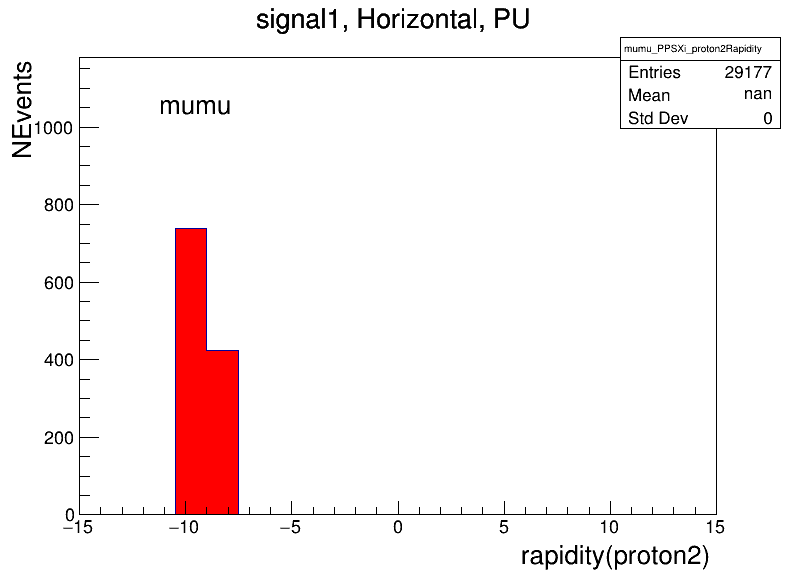 signal1, Horizontal, PU
mumu_PPSXi_proton2Rapidity
Entries 29177
Mean nan
Std Dev 0
NEvents
mumu
1000
800
600
400
200
0
−15 −10 −5 0 5 10 15
rapidity(proton2)